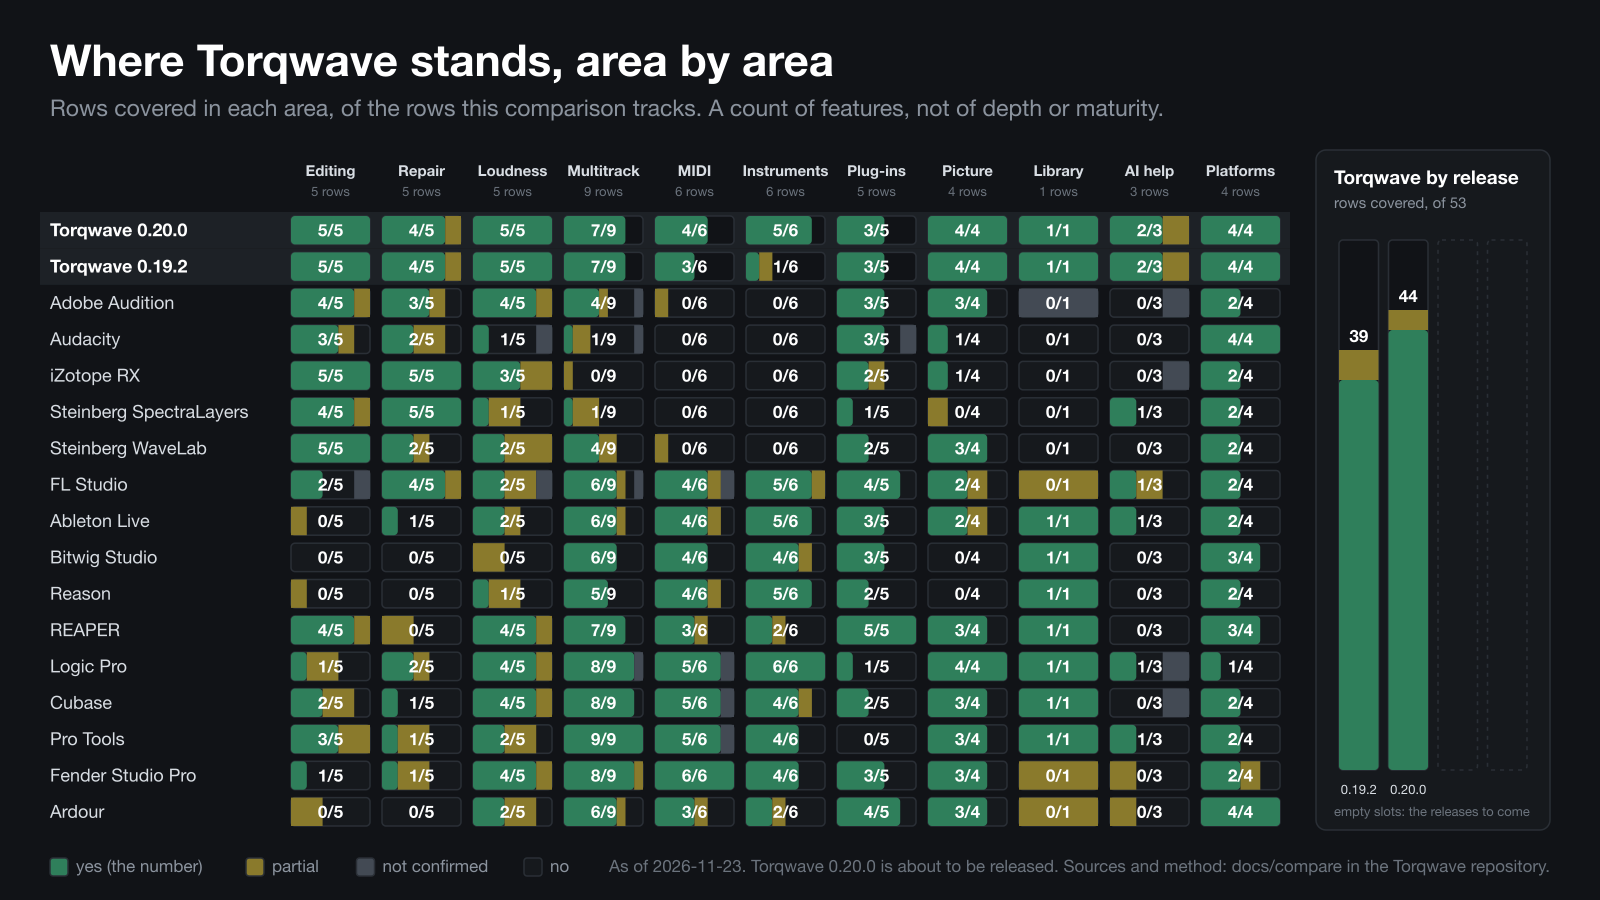 Where Torqwave stands, area by area
Rows covered in each area, of the rows this comparison tracks. A count of features, not of depth or maturity.
Editing Repair Loudness Multitrack MIDI Instruments Plug-ins Picture Library AI help Platforms
5 rows 5 rows 5 rows 9 rows 6 rows 6 rows 5 rows 4 rows 1 rows 3 rows 4 rows
Torqwave 0.20.0 5/5 4/5 5/5 7/9 4/6 5/6 3/5 4/4 1/1 2/3 4/4
Torqwave 0.19.2 5/5 4/5 5/5 7/9 3/6 1/6 3/5 4/4 1/1 2/3 4/4
Adobe Audition 4/5 3/5 4/5 4/9 0/6 0/6 3/5 3/4 0/1 0/3 2/4
Audacity 3/5 2/5 1/5 1/9 0/6 0/6 3/5 1/4 0/1 0/3 4/4
iZotope RX 5/5 5/5 3/5 0/9 0/6 0/6 2/5 1/4 0/1 0/3 2/4
Steinberg SpectraLayers 4/5 5/5 1/5 1/9 0/6 0/6 1/5 0/4 0/1 1/3 2/4
Steinberg WaveLab 5/5 2/5 2/5 4/9 0/6 0/6 2/5 3/4 0/1 0/3 2/4
FL Studio 2/5 4/5 2/5 6/9 4/6 5/6 4/5 2/4 0/1 1/3 2/4
Ableton Live 0/5 1/5 2/5 6/9 4/6 5/6 3/5 2/4 1/1 1/3 2/4
Bitwig Studio 0/5 0/5 0/5 6/9 4/6 4/6 3/5 0/4 1/1 0/3 3/4
Reason 0/5 0/5 1/5 5/9 4/6 5/6 2/5 0/4 1/1 0/3 2/4
REAPER 4/5 0/5 4/5 7/9 3/6 2/6 5/5 3/4 1/1 0/3 3/4
Logic Pro 1/5 2/5 4/5 8/9 5/6 6/6 1/5 4/4 1/1 1/3 1/4
Cubase 2/5 1/5 4/5 8/9 5/6 4/6 2/5 3/4 1/1 0/3 2/4
Pro Tools 3/5 1/5 2/5 9/9 5/6 4/6 0/5 3/4 1/1 1/3 2/4
Fender Studio Pro 1/5 1/5 4/5 8/9 6/6 4/6 3/5 3/4 0/1 0/3 2/4
Ardour 0/5 0/5 2/5 6/9 3/6 2/6 4/5 3/4 0/1 0/3 4/4
Torqwave by release
rows covered, of 53
44
39
0.19.2 0.20.0
empty slots: the releases to come
yes (the number) partial not confirmed no As of 2026-11-23. Torqwave 0.20.0 is about to be released. Sources and method: docs/compare in the Torqwave repository.